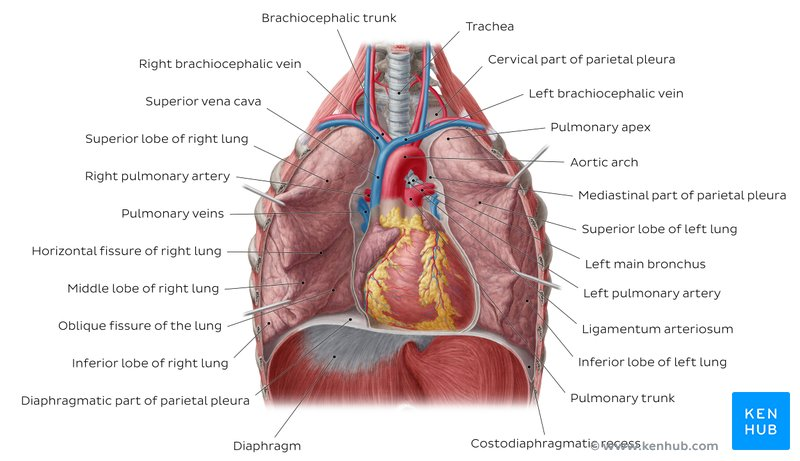 Brachiocephalic trunk
Trachea
Right brachiocephalic vein
Cervical part of parietal pleura
Superior vena cava
Left brachiocephalic vein
Superior lobe of right lung
Pulmonary apex
Right pulmonary artery
Aortic arch
Pulmonary veins
Mediastinal part of parietal pleura
Horizontal fissure of right lung
Superior lobe of left lung
Middle lobe of right lung
Left main bronchus
Oblique fissure of the lung
Left pulmonary artery
Inferior lobe of right lung
Ligamentum arteriosum
Diaphragmatic part of parietal pleura
Inferior lobe of left lung
Diaphragm
Pulmonary trunk
Costodiaphragmatic recess
© www.kenhub.com
KEN
HUB